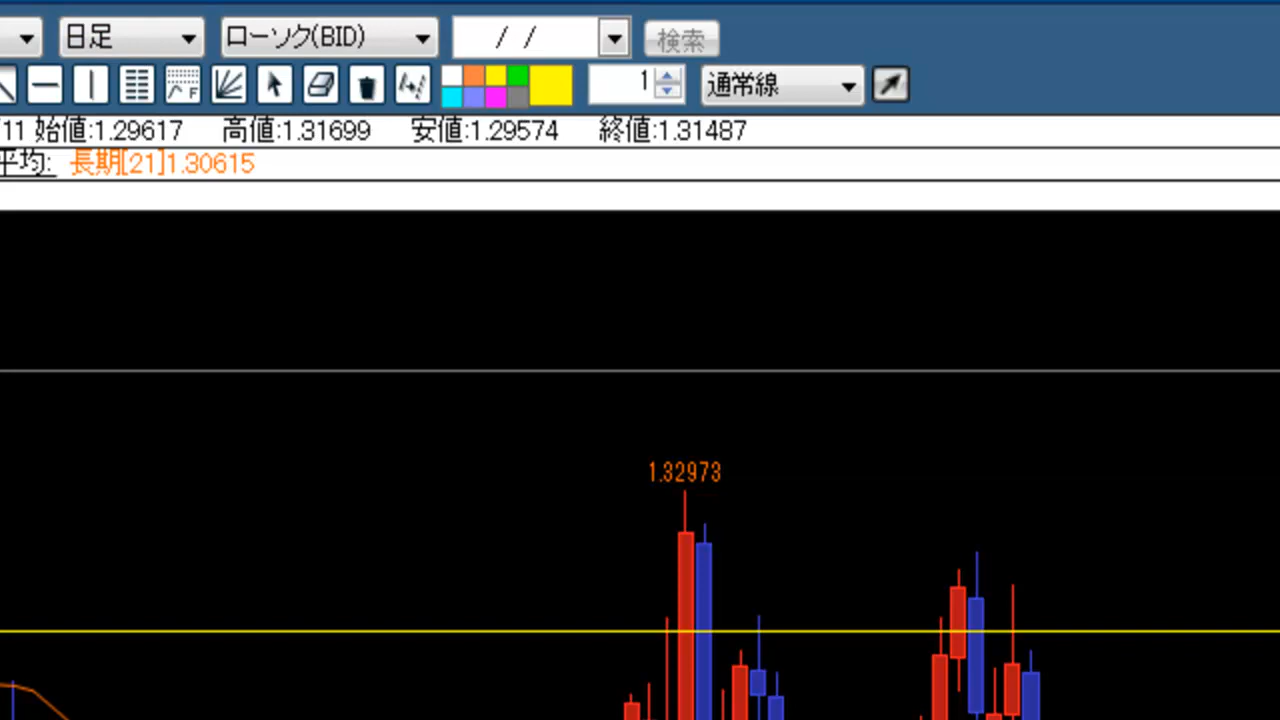 日足 ローソク(BID) / / 検索
1 通常線
11 始値:1.29617 高値:1.31699 安値:1.29574 終値:1.31487
平均: 長期[21]1.30615
1.32973